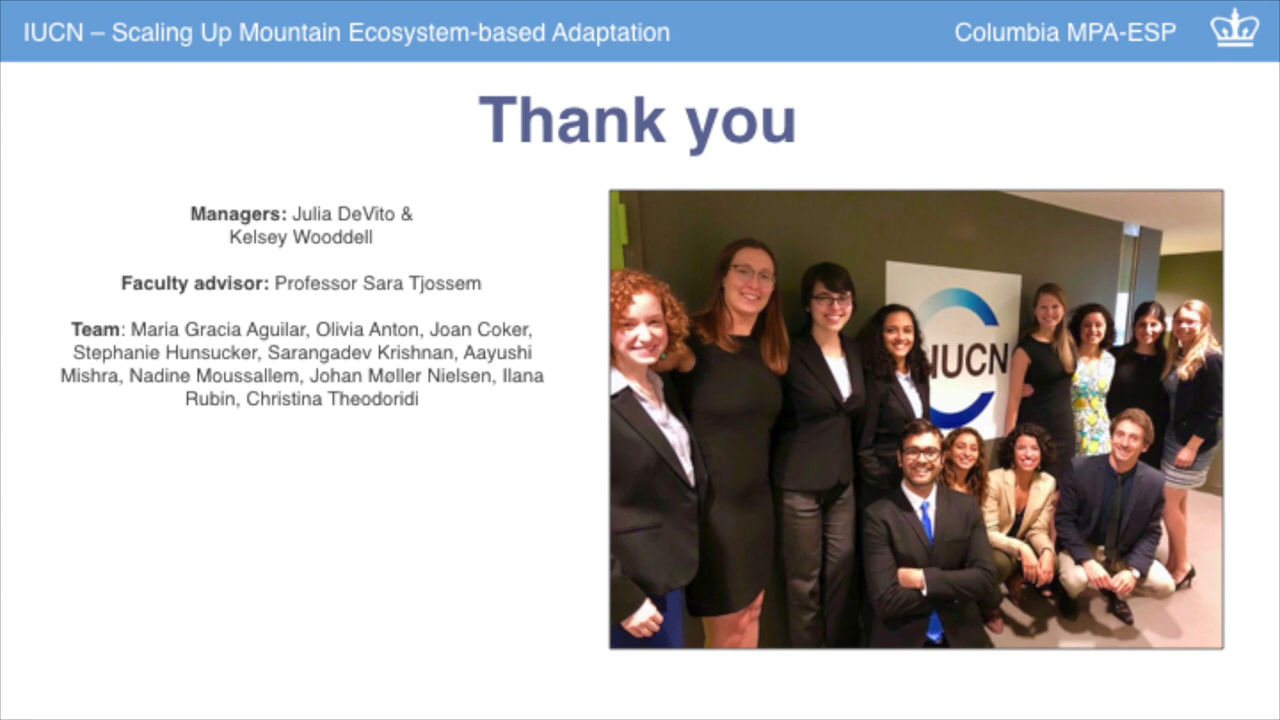 IUCN – Scaling Up Mountain Ecosystem-based Adaptation
Columbia MPA-ESP
Thank you
Managers: Julia DeVito &
Kelsey Wooddell
Faculty advisor: Professor Sara Tjossem
Team: Maria Gracia Aguilar, Olivia Anton, Joan Coker,
Stephanie Hunsucker, Sarangadev Krishnan, Aayushi
Mishra, Nadine Moussallem, Johan Møller Nielsen, Ilana
Rubin, Christina Theodoridi
IUCN